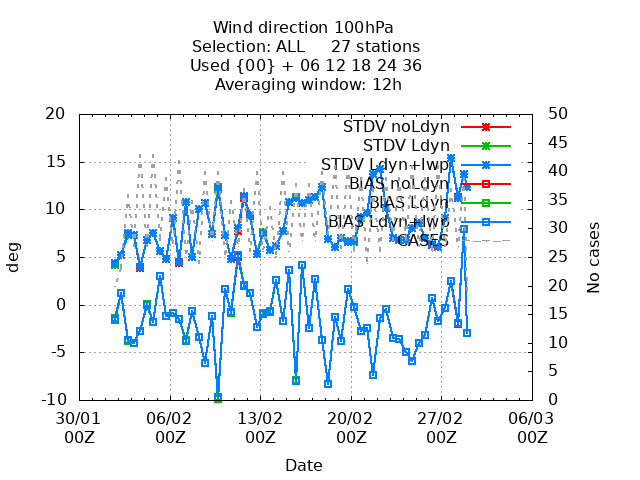 Wind direction 100hPa
Selection: ALL 27 stations
Used {00} + 06 12 18 24 36
Averaging window: 12h
20
15
10
5
0
-5
-10
deg
50
45
40
35
30
25
20
15
10
5
0
No cases
STDV noLdyn
STDV Ldyn
STDV Ldyn+lwp
BIAS noLdyn
BIAS Ldyn
BIAS Ldyn+lwp
CASES
30/01 06/02 13/02 20/02 27/02 06/03
00Z 00Z 00Z 00Z 00Z 00Z
Date